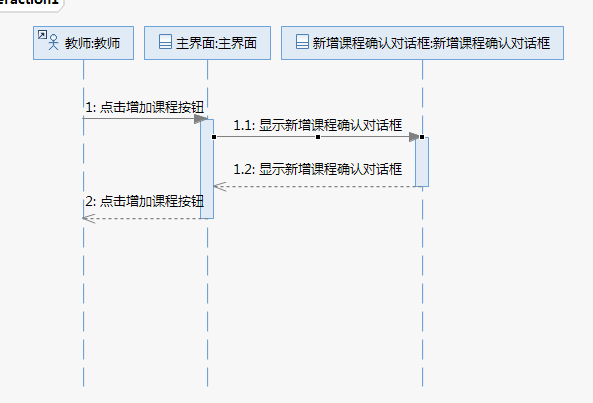 eraction1
教师:教师
主界面:主界面
新增课程确认对话框:新增课程确认对话框
1: 点击增加课程按钮
1.1: 显示新增课程确认对话框
1.2: 显示新增课程确认对话框
2: 点击增加课程按钮